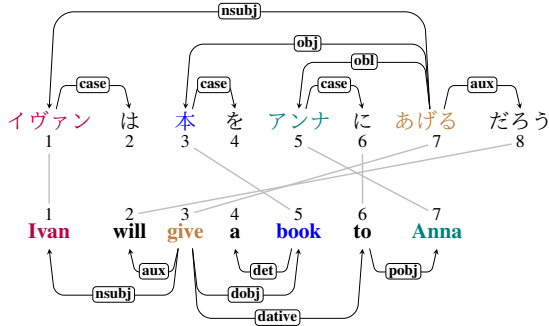 nsubj
obj
obl
case case case aux
イヴァン は 本 を アンナ に あげる だろう
1 2 3 4 5 6 7 8
1 2 3 4 5 6 7
Ivan will give a book to Anna
aux det pobj
nsubj dobj
dative